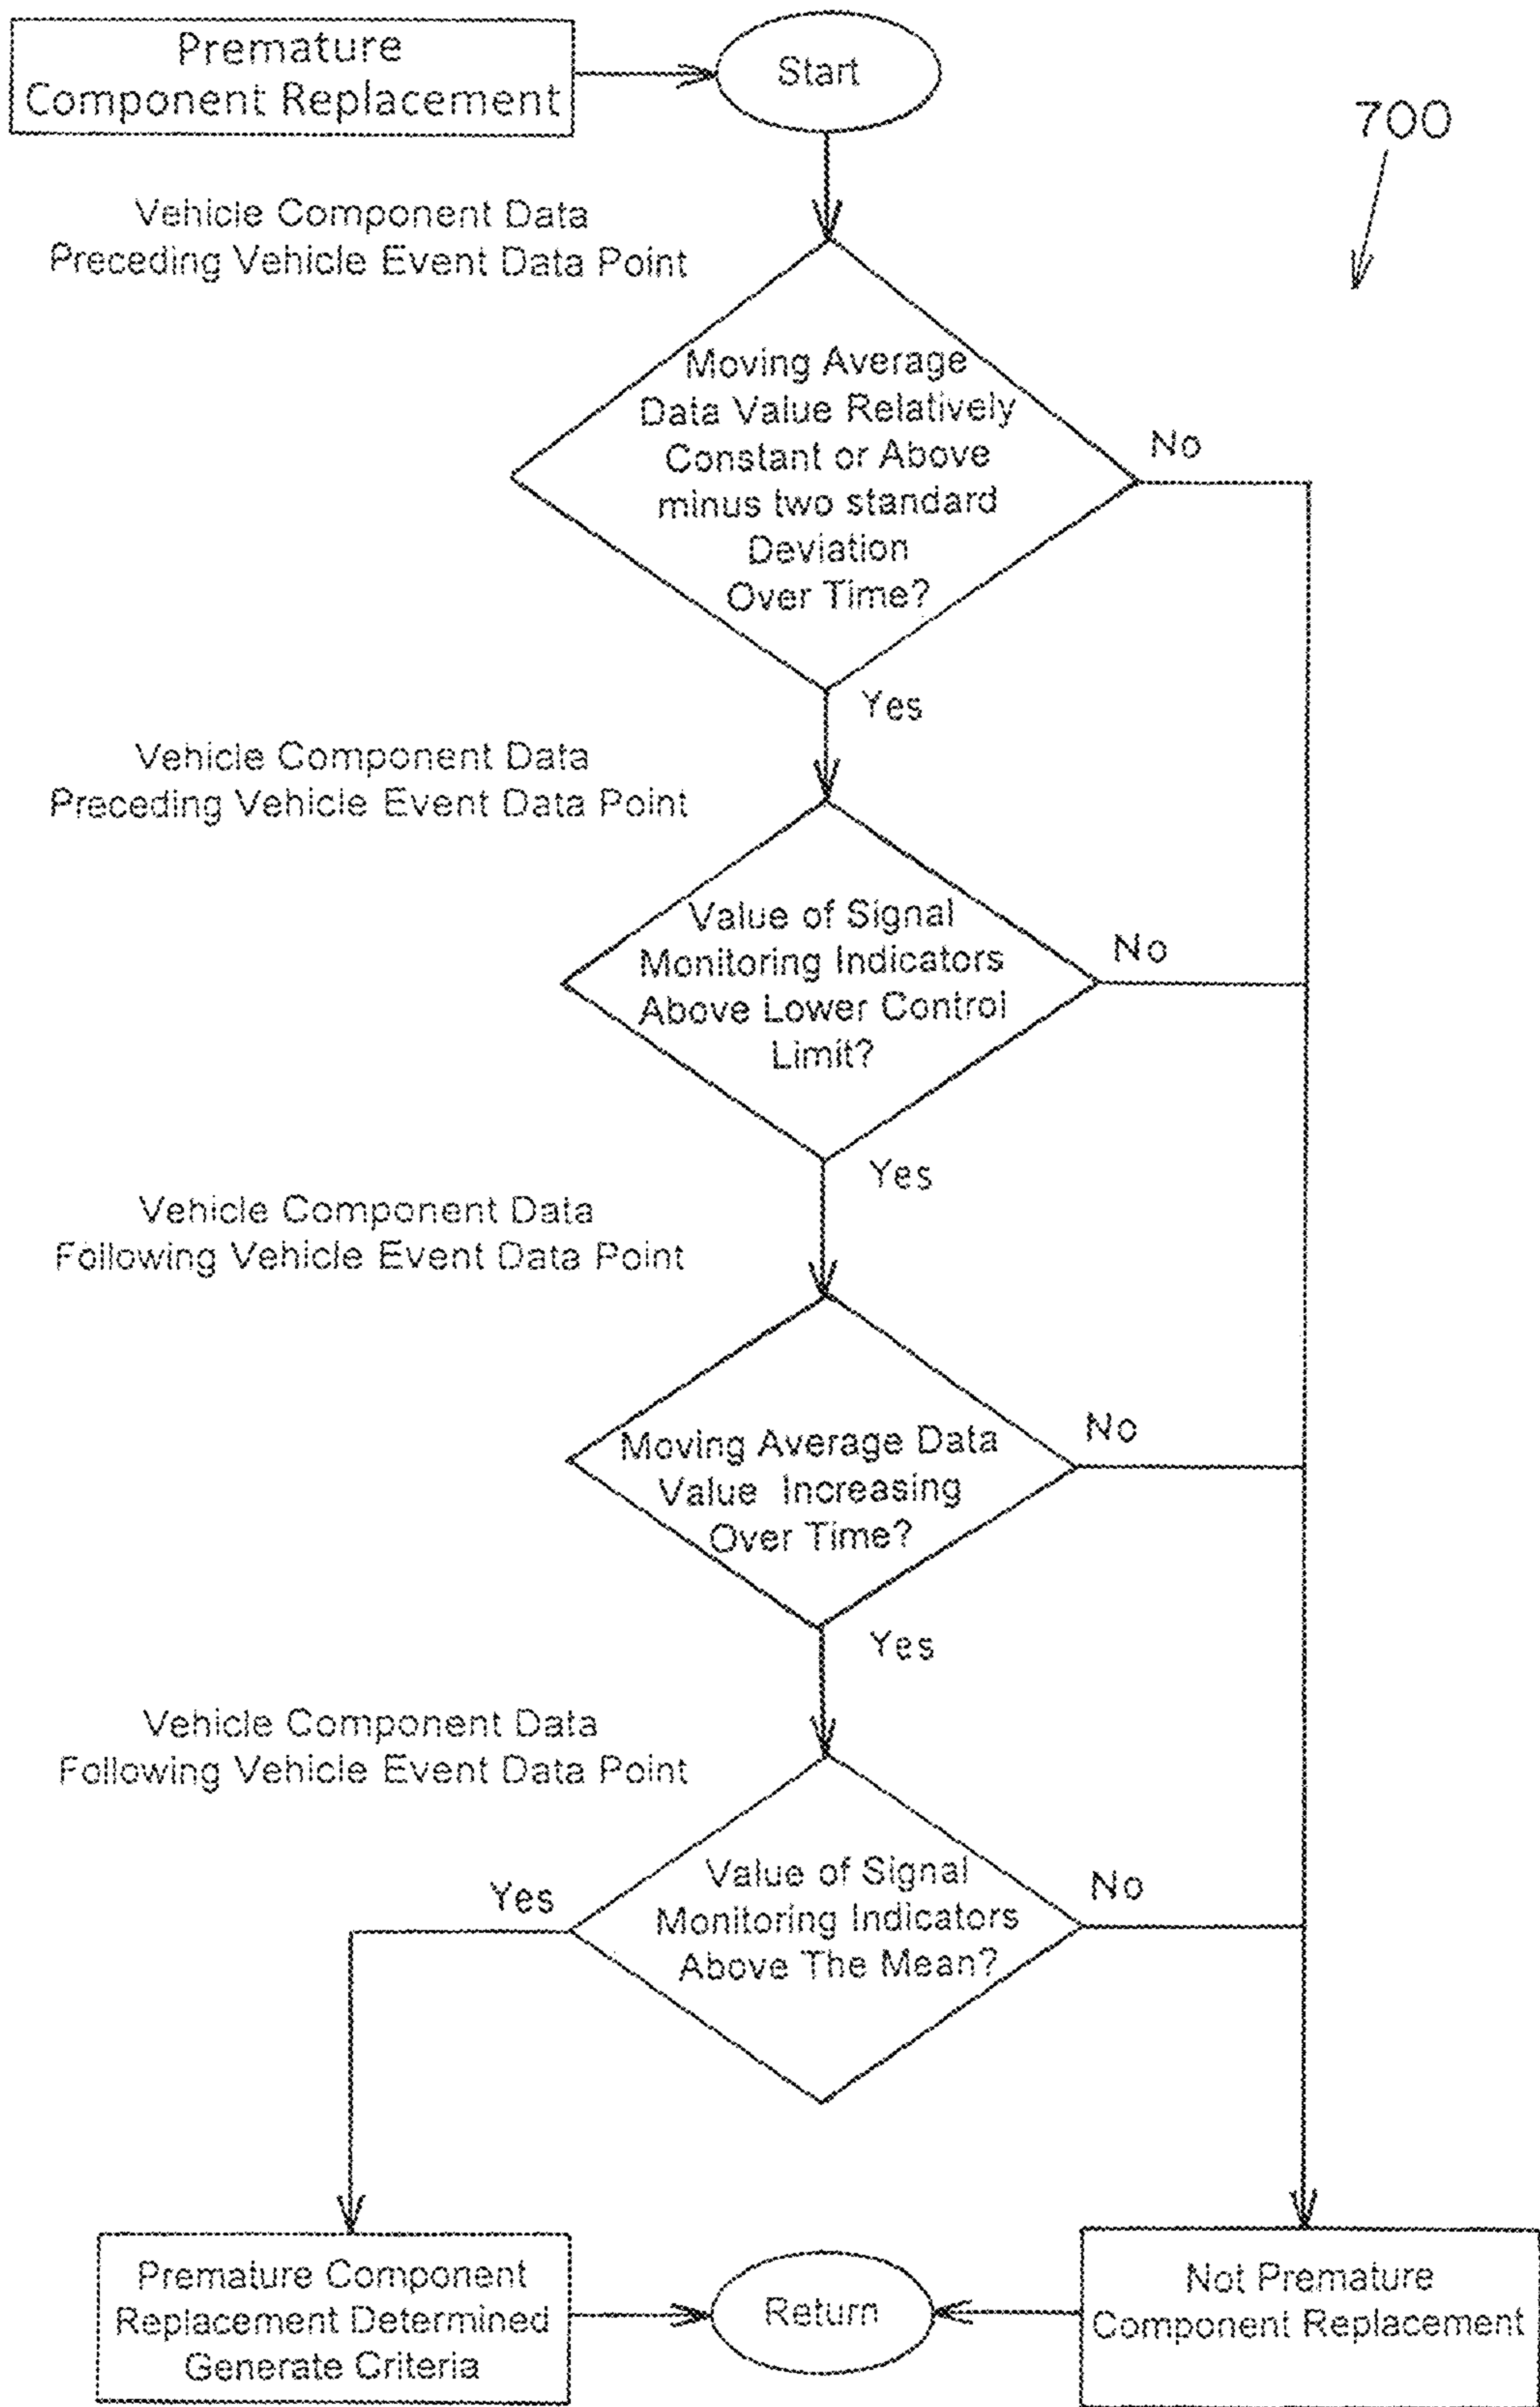 Premature
Component Replacement
Start
700
Vehicle Component Data
Preceding Vehicle Event Data Point
Moving Average
Data Value Relatively
Constant or Above
minus two standard
Deviation
Over Time?
No
Yes
Vehicle Component Data
Preceding Vehicle Event Data Point
Value of Signal
Monitoring Indicators
Above Lower Control
Limit?
No
Yes
Vehicle Component Data
Following Vehicle Event Data Point
Moving Average Data
Value Increasing
Over Time?
No
Yes
Vehicle Component Data
Following Vehicle Event Data Point
Value of Signal
Monitoring Indicators
Above The Mean?
Yes
No
Premature Component
Replacement Determined
Generate Criteria
Return
Not Premature
Component Replacement